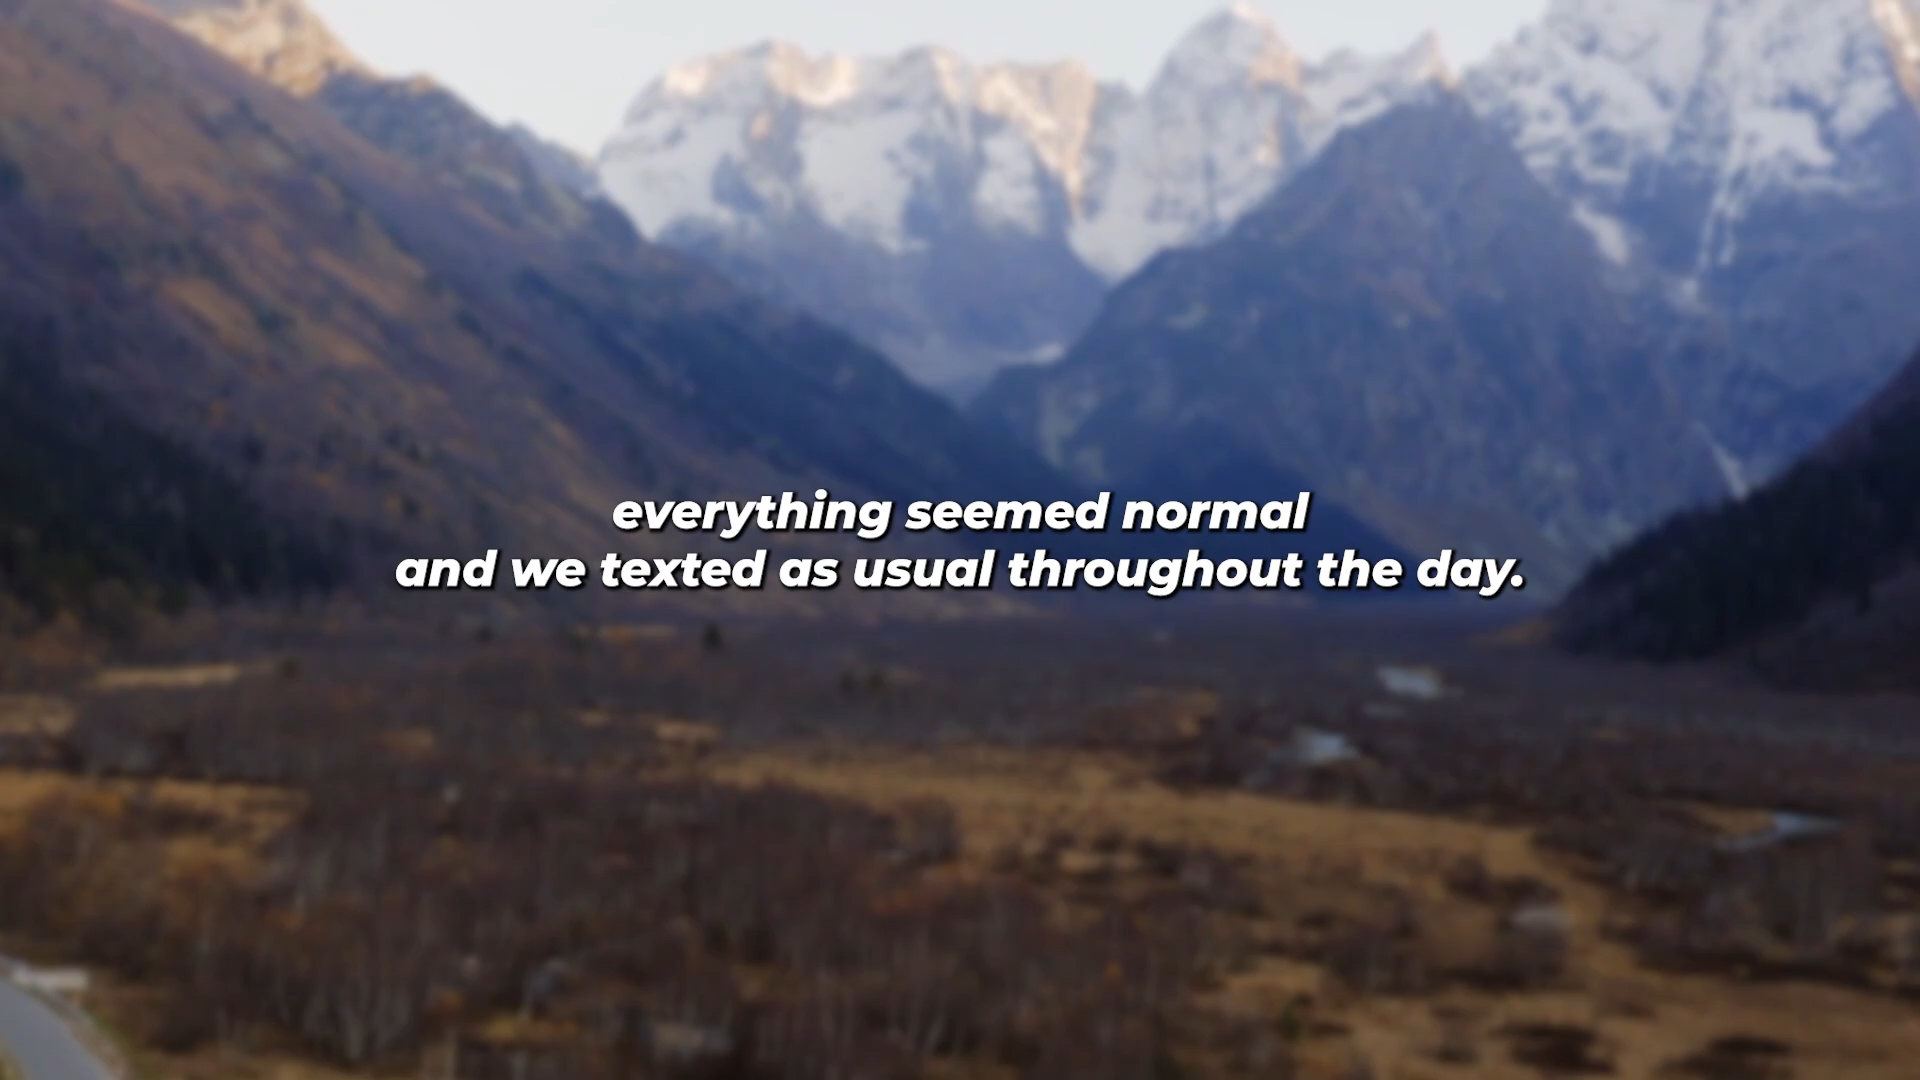 everything seemed normal
and we texted as usual throughout the day.